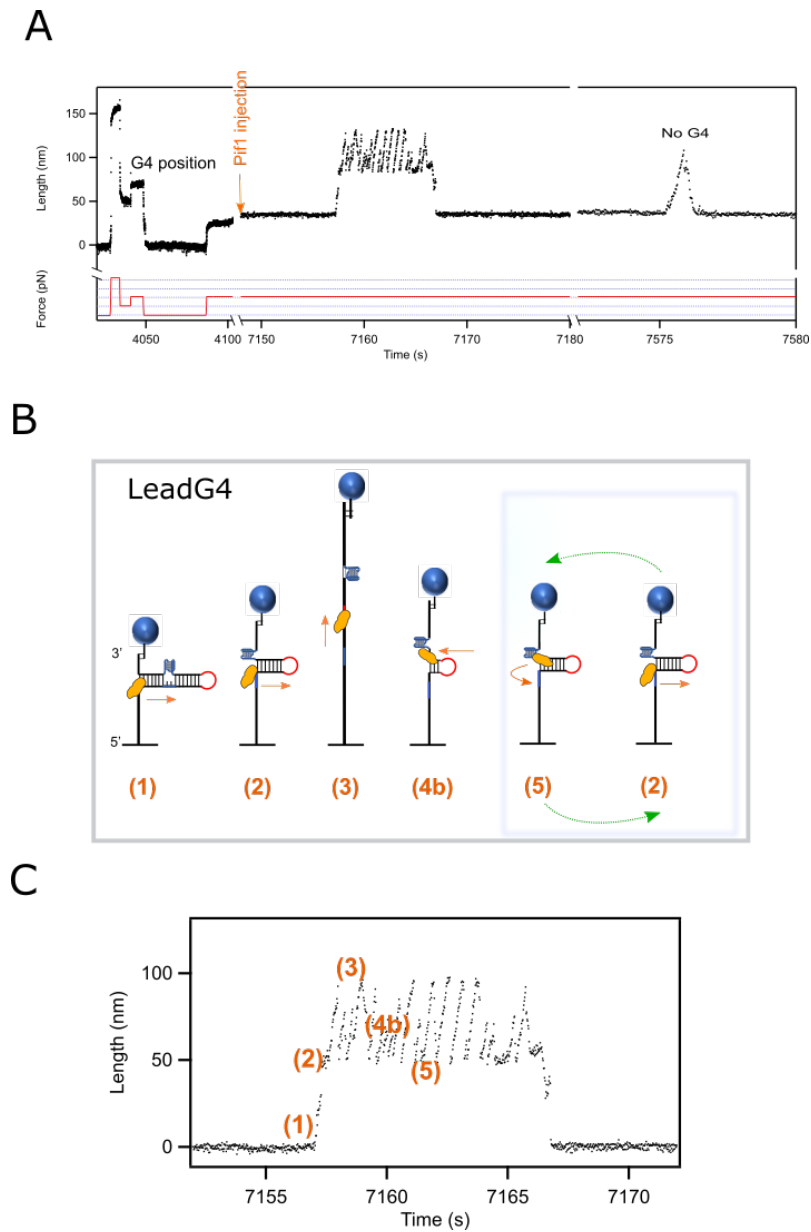 A
Pif1 injection
150
100
50
0
Length (nm)
G4 position
No G4
Force (pN)
4050
4100
7150
7160
7170
7180
7575
7580
Time (s)
B
LeadG4
3'
5'
(1)
(2)
(3)
(4b)
(5)
(2)
C
100
50
0
Length (nm)
(3)
(4b)
(2)
(5)
(1)
7155
7160
7165
7170
Time (s)